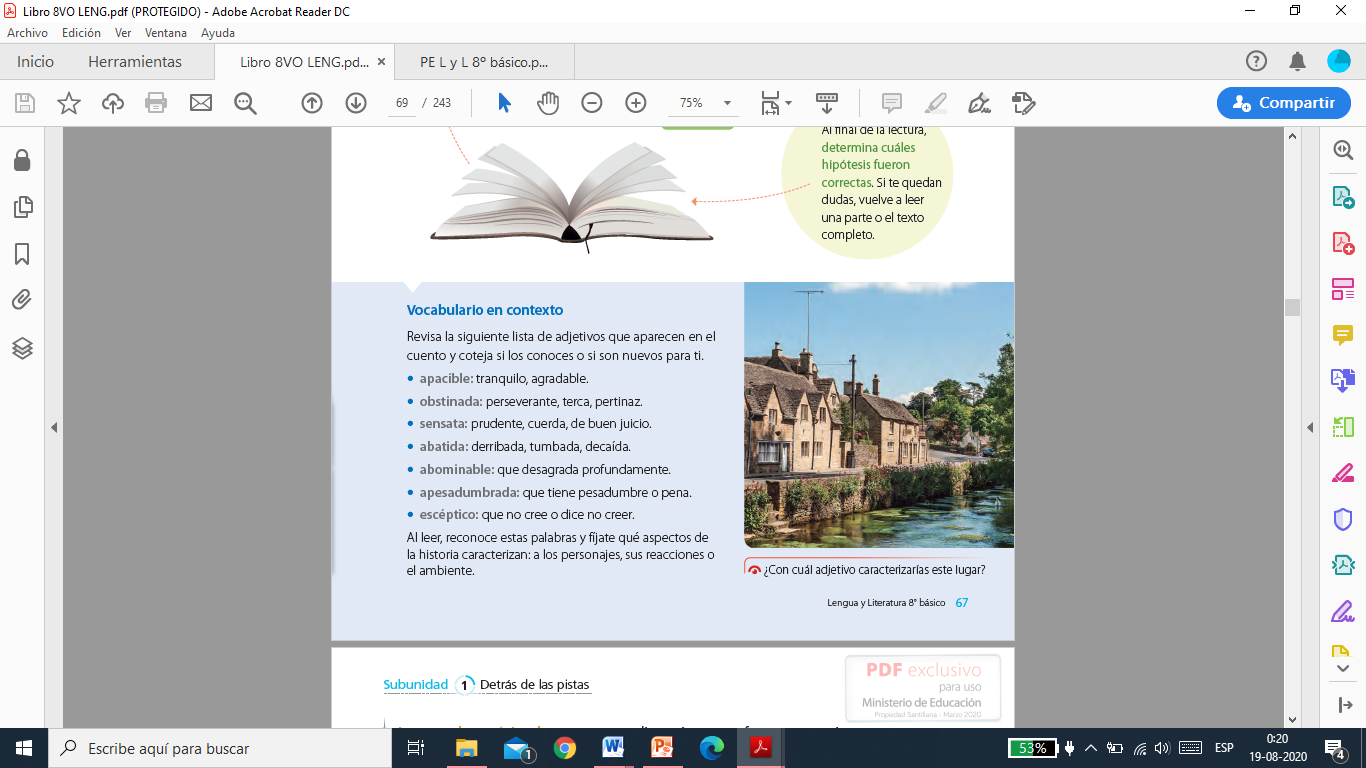 Libro 8VO LENG.pdf (PROTEGIDO) - Adobe Acrobat Reader DC
Archivo Edición Ver Ventana Ayuda
Inicio Herramientas Libro 8VO LENG.pd... × PE L y L 8º básico.p...
69 / 243 75% Compartir
Al final de la lectura,
determina cuáles
hipótesis fueron
correctas. Si te quedan
dudas, vuelve a leer
una parte o el texto
completo.
Vocabulario en contexto
Revisa la siguiente lista de adjetivos que aparecen en el
cuento y coteja si los conoces o si son nuevos para ti.
• apacible: tranquilo, agradable.
• obstinada: perseverante, terca, pertinaz.
• sensata: prudente, cuerda, de buen juicio.
• abatida: derribada, tumbada, decaída.
• abominable: que desagrada profundamente.
• apesadumbrada: que tiene pesadumbre o pena.
• escéptico: que no cree o dice no creer.
Al leer, reconoce estas palabras y fíjate qué aspectos de
la historia caracterizan: a los personajes, sus reacciones o
el ambiente.
¿Con cuál adjetivo caracterizarías este lugar?
Lengua y Literatura 8° básico 67
PDF exclusivo
para uso
Ministerio de Educación
Propiedad Santillana - Marzo 2020
Subunidad 1 Detrás de las pistas
Escribe aquí para buscar
1
53%
ESP
0:20
19-08-2020
4